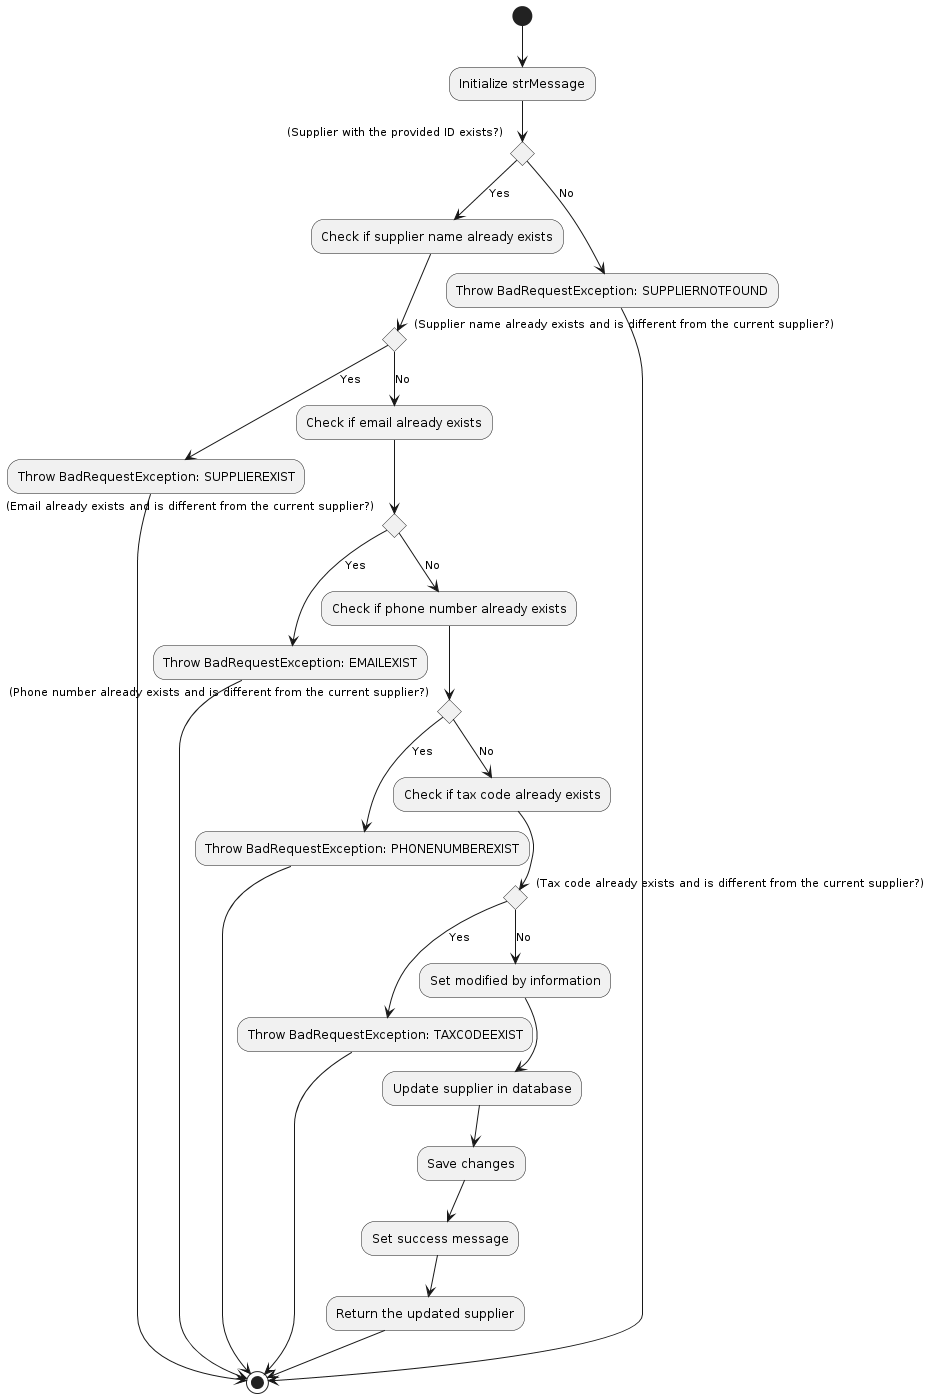 Initialize strMessage
(Supplier with the provided ID exists?)
Yes
No
Check if supplier name already exists
Throw BadRequestException: SUPPLIERNOTFOUND
(Supplier name already exists and is different from the current supplier?)
Yes
No
Check if email already exists
Throw BadRequestException: SUPPLIEREXIST
(Email already exists and is different from the current supplier?)
Yes
No
Check if phone number already exists
Throw BadRequestException: EMAILEXIST
(Phone number already exists and is different from the current supplier?)
Yes
No
Check if tax code already exists
Throw BadRequestException: PHONENUMBEREXIST
(Tax code already exists and is different from the current supplier?)
Yes
No
Set modified by information
Throw BadRequestException: TAXCODEEXIST
Update supplier in database
Save changes
Set success message
Return the updated supplier